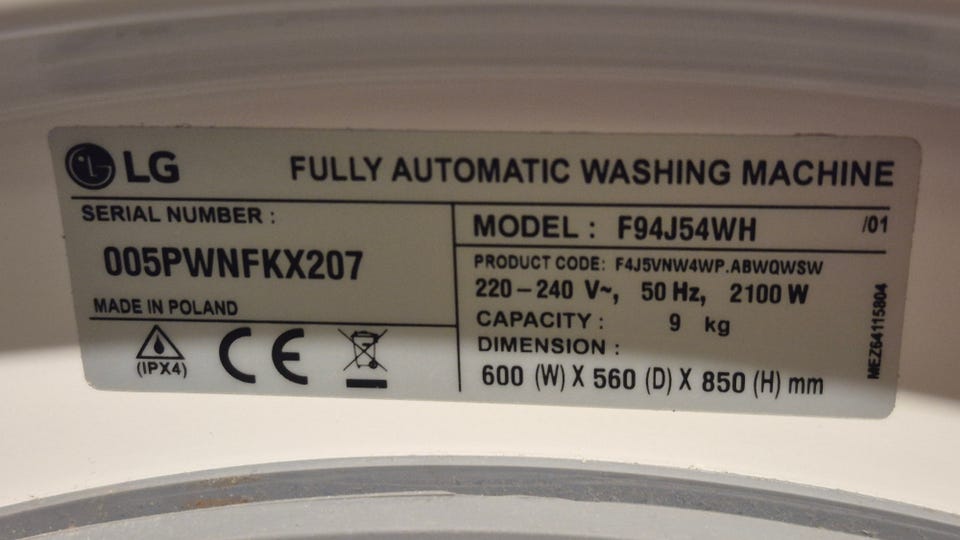 LG FULLY AUTOMATIC WASHING MACHINE
SERIAL NUMBER :
005PWNFKX207
MADE IN POLAND
(IPX4)
CE
MODEL : F94J54WH /01
PRODUCT CODE: F4J5VNW4WP.ABWQWSW
220-240 V~, 50 Hz, 2100 W
CAPACITY : 9 kg
DIMENSION :
600 (W) X 560 (D) X 850 (H) mm
MEZ64115804